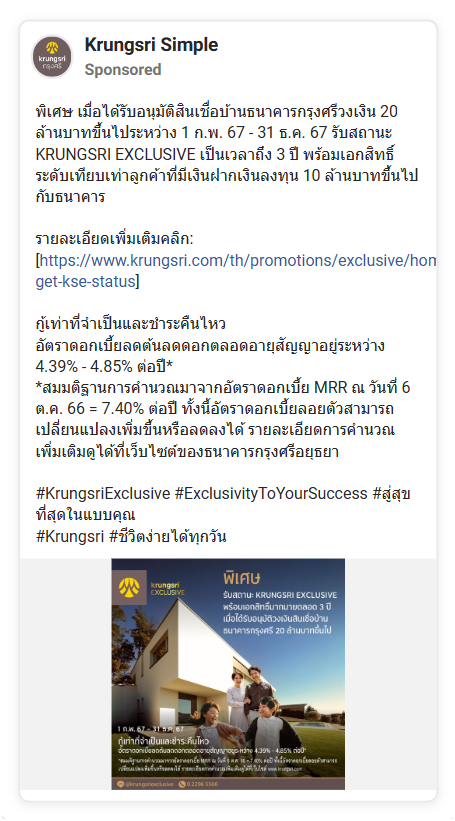 Krungsri Simple
Sponsored
krungsri
กรุงศรี
พิเศษ เมื่อได้รับอนุมัติสินเชื่อบ้านธนาคารกรุงศรีวงเงิน 20
ล้านบาทขึ้นไประหว่าง 1 ก.พ. 67 - 31 ธ.ค. 67 รับสถานะ
KRUNGSRI EXCLUSIVE เป็นเวลาถึง 3 ปี พร้อมเอกสิทธิ์
ระดับเทียบเท่าลูกค้าที่มีเงินฝากเงินลงทุน 10 ล้านบาทขึ้นไป
กับธนาคาร
รายละเอียดเพิ่มเติมคลิก:
[https://www.krungsri.com/th/promotions/exclusive/hom
get-kse-status]
กู้เท่าที่จำเป็นและชำระคืนไหว
อัตราดอกเบี้ยลดต้นลดดอกตลอดอายุสัญญาอยู่ระหว่าง
4.39% - 4.85% ต่อปี*
*สมมติฐานการคำนวณมาจากอัตราดอกเบี้ย MRR ณ วันที่ 6
ต.ค. 66 = 7.40% ต่อปี ทั้งนี้อัตราดอกเบี้ยลอยตัวสามารถ
เปลี่ยนแปลงเพิ่มขึ้นหรือลดลงได้ รายละเอียดการคำนวณ
เพิ่มเติมดูได้ที่เว็บไซต์ของธนาคารกรุงศรีอยุธยา
#KrungsriExclusive #ExclusivityToYourSuccess #สู่สุข
ที่สุดในแบบคุณ
#Krungsri #ชีวิตง่ายได้ทุกวัน
krungsri
EXCLUSIVE
พิเศษ
รับสถานะ KRUNGSRI EXCLUSIVE
พร้อมเอกสิทธิ์มากมายตลอด 3 ปี
เมื่อได้รับอนุมัติวงเงินสินเชื่อบ้าน
ธนาคารกรุงศรี 20 ล้านบาทขึ้นไป
1 ก.พ. 67 – 31 ธ.ค. 67
กู้เท่าที่จำเป็นและชำระคืนไหว
อัตราดอกเบี้ยลดต้นลดดอกตลอดอายุสัญญาอยู่ระหว่าง 4.39% - 4.85% ต่อปี*
@krungsriexclusive
0 2296 5566